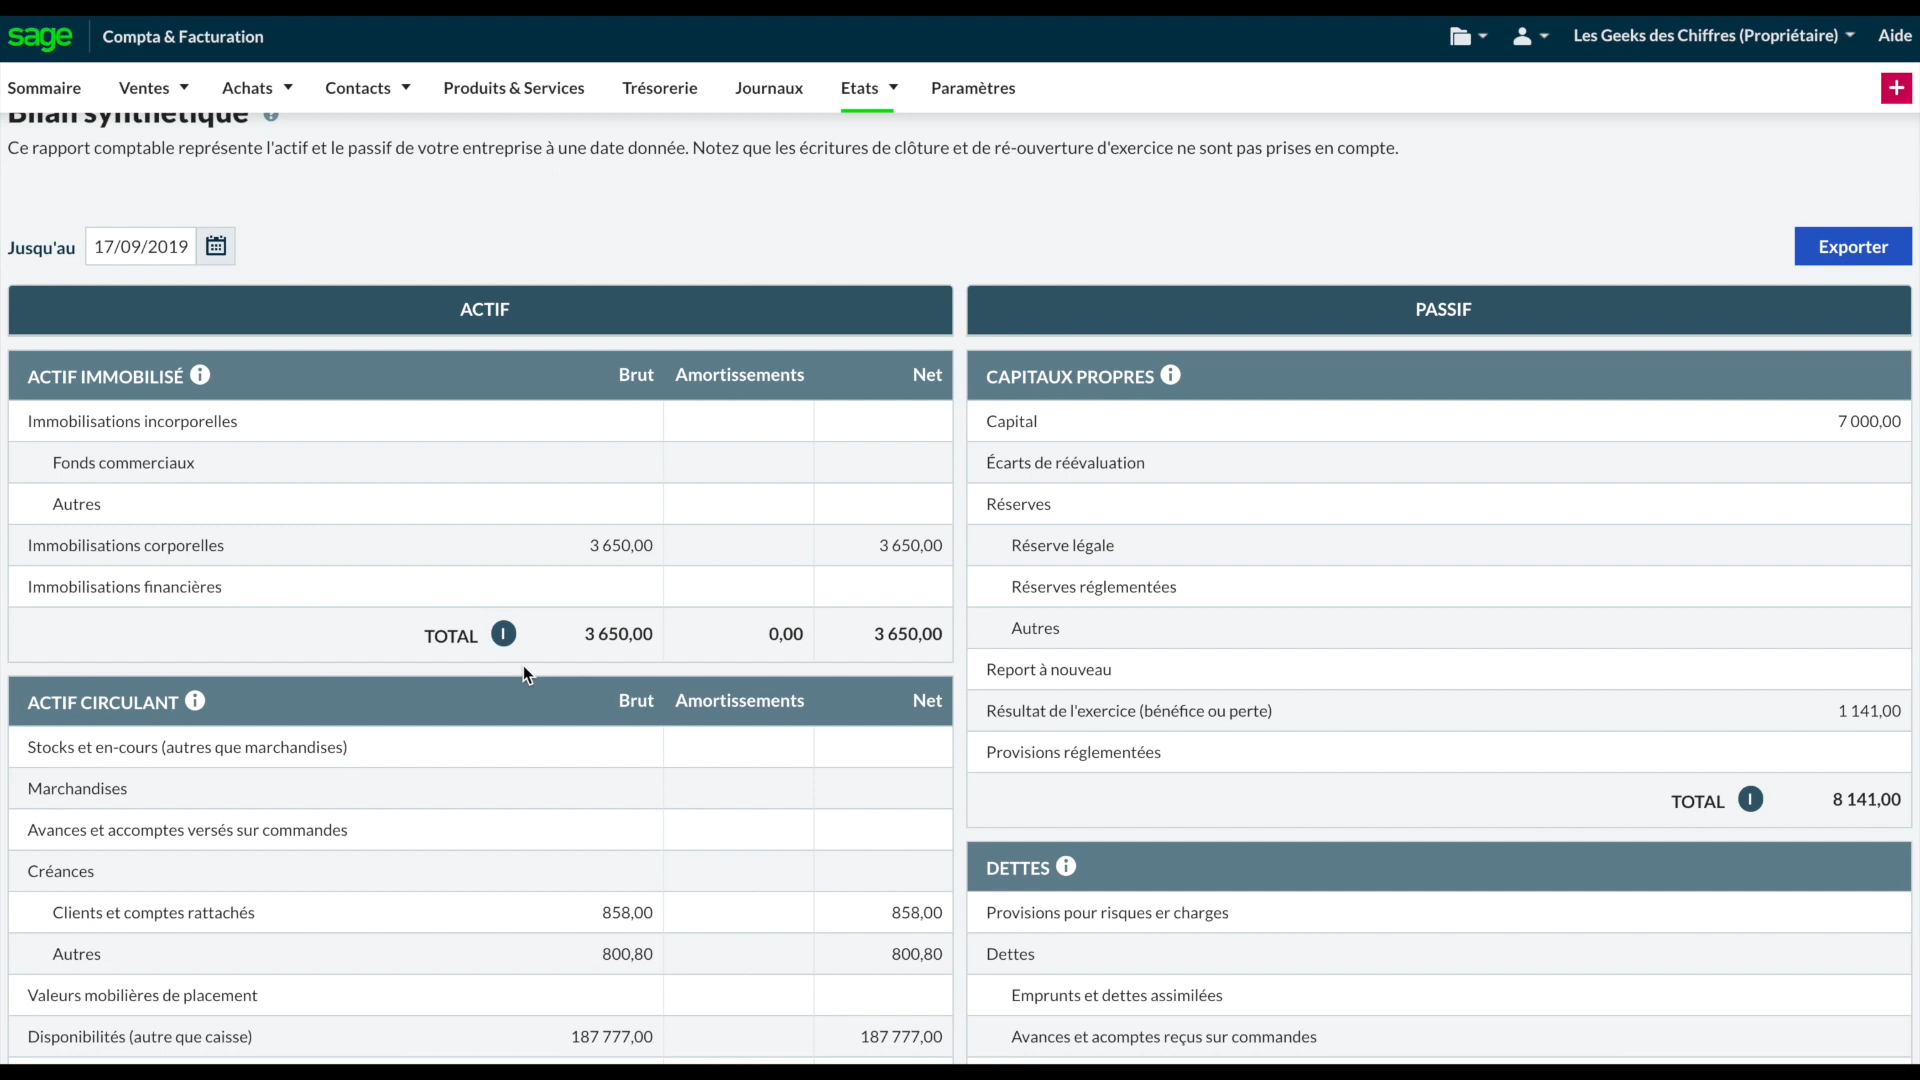 sage Compta & Facturation Les Geeks des Chiffres (Propriétaire) Aide
Sommaire Ventes Achats Contacts Produits & Services Trésorerie Journaux Etats Paramètres +
Bilan synthétique
Ce rapport comptable représente l'actif et le passif de votre entreprise à une date donnée. Notez que les écritures de clôture et de ré-ouverture d'exercice ne sont pas prises en compte.
Jusqu'au 17/09/2019 Exporter
ACTIF
ACTIF IMMOBILISÉ i Brut Amortissements Net
Immobilisations incorporelles
Fonds commerciaux
Autres
Immobilisations corporelles 3 650,00 3 650,00
Immobilisations financières
TOTAL I 3 650,00 0,00 3 650,00
ACTIF CIRCULANT i Brut Amortissements Net
Stocks et en-cours (autres que marchandises)
Marchandises
Avances et accomptes versés sur commandes
Créances
Clients et comptes rattachés 858,00 858,00
Autres 800,80 800,80
Valeurs mobilières de placement
Disponibilités (autre que caisse) 187 777,00 187 777,00
PASSIF
CAPITAUX PROPRES i
Capital 7 000,00
Écarts de réévaluation
Réserves
Réserve légale
Réserves réglementées
Autres
Report à nouveau
Résultat de l'exercice (bénéfice ou perte) 1 141,00
Provisions réglementées
TOTAL I 8 141,00
DETTES i
Provisions pour risques er charges
Dettes
Emprunts et dettes assimilées
Avances et acomptes reçus sur commandes